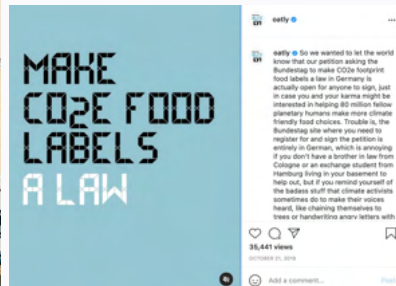 MAKE
CO2E FOOD
LABELS
A LAW
oatly
oatly So we wanted to let the world
know that our petition asking the
Bundestag to make CO2e footprint
food labels a law in Germany is
actually open for anyone to sign, just
in case you and your karma might be
interested in helping 80 million fellow
planetary humans make more climate
friendly food choices. Trouble is, the
Bundestag site where you need to
register for and sign the petition is
entirely in German, which is annoying
if you don't have a brother in law from
Cologne or an exchange student from
Hamburg living in your basement to
help out, but if you remind yourself of
the badass stuff that climate activists
sometimes do to make their voices
heard, like chaining themselves to
trees or handwriting angry letters with
35,441 views
OCTOBER 21, 2019
Add a comment...
Post